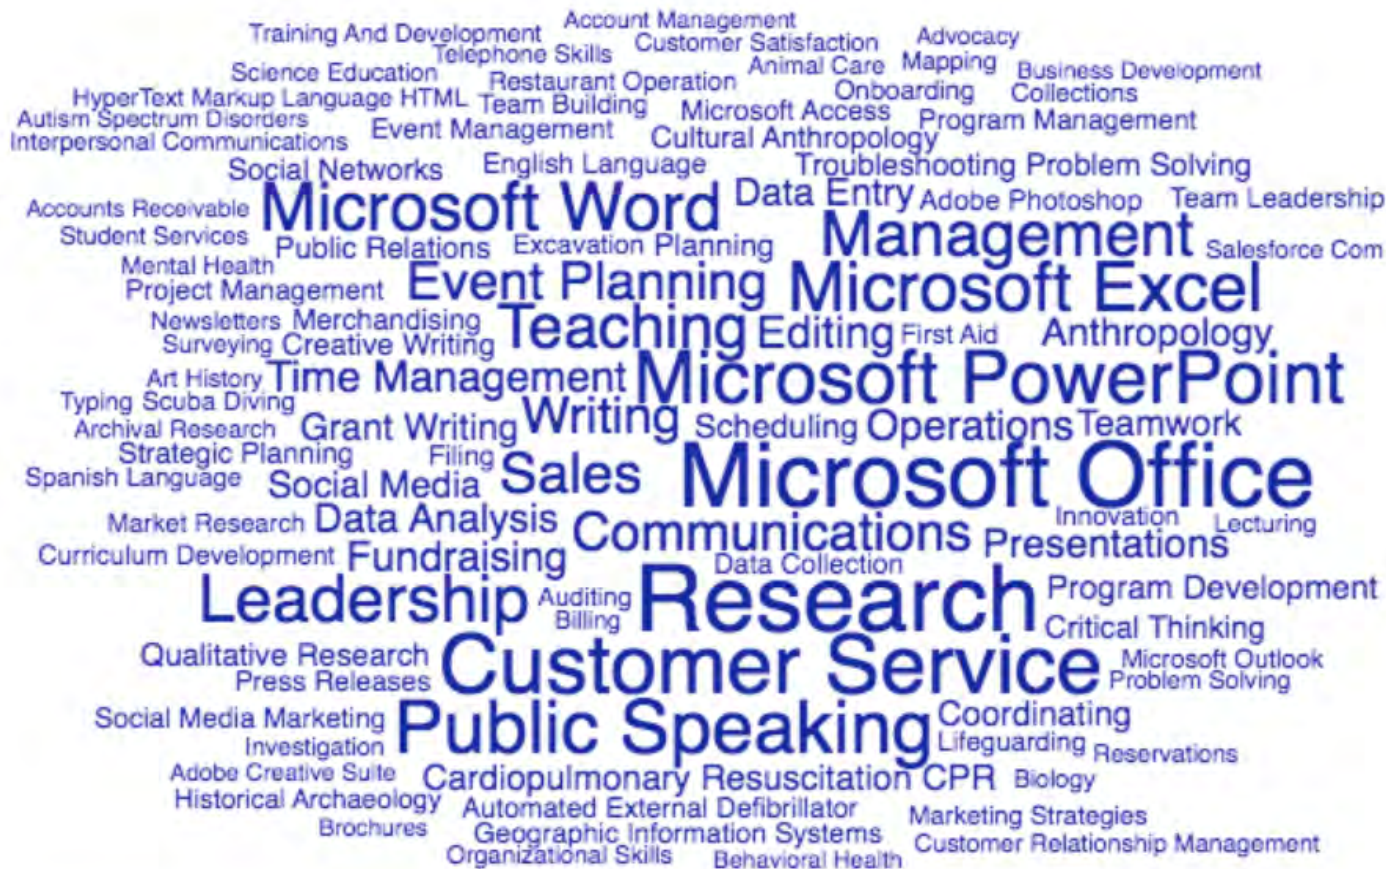 Account Management
Training And Development
Customer Satisfaction
Advocacy
Telephone Skills
Animal Care
Mapping
Science Education
Restaurant Operation
Business Development
HyperText Markup Language HTML
Team Building
Onboarding
Collections
Autism Spectrum Disorders
Event Management
Microsoft Access
Program Management
Interpersonal Communications
Cultural Anthropology
Social Networks
English Language
Troubleshooting Problem Solving
Microsoft Word
Data Entry
Adobe Photoshop
Team Leadership
Accounts Receivable
Student Services
Public Relations
Excavation Planning
Management
Salesforce Com
Mental Health
Project Management
Event Planning
Microsoft Excel
Newsletters
Merchandising
Teaching
Editing
First Aid
Anthropology
Surveying
Creative Writing
Art History
Time Management
Microsoft PowerPoint
Typing
Scuba Diving
Archival Research
Grant Writing
Writing
Scheduling
Operations
Teamwork
Strategic Planning
Filing
Spanish Language
Social Media
Sales
Microsoft Office
Market Research
Data Analysis
Communications
Innovation
Lecturing
Curriculum Development
Fundraising
Presentations
Data Collection
Leadership
Auditing
Billing
Research
Program Development
Critical Thinking
Qualitative Research
Customer Service
Microsoft Outlook
Press Releases
Problem Solving
Social Media Marketing
Public Speaking
Coordinating
Investigation
Lifeguarding
Reservations
Adobe Creative Suite
Cardiopulmonary Resuscitation CPR
Biology
Historical Archaeology
Automated External Defibrillator
Marketing Strategies
Brochures
Geographic Information Systems
Customer Relationship Management
Organizational Skills
Behavioral Health